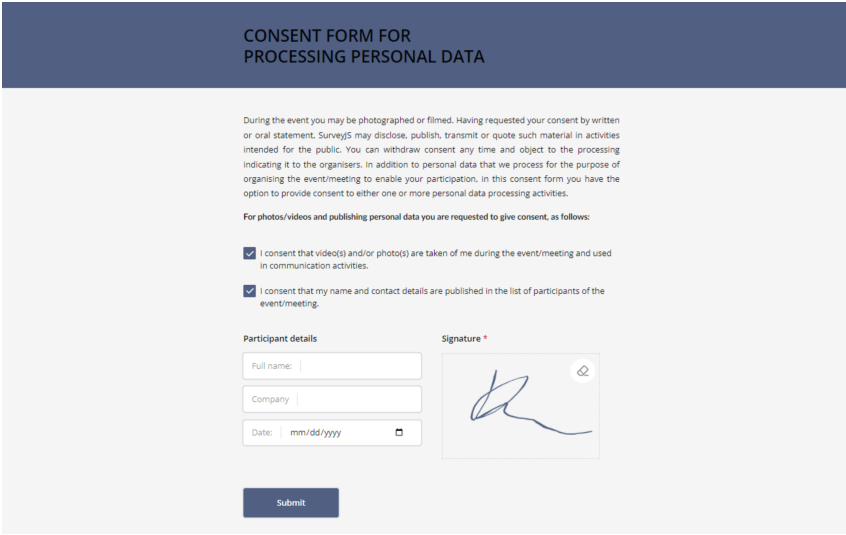 CONSENT FORM FOR
PROCESSING PERSONAL DATA
During the event you may be photographed or filmed. Having requested your consent by written
or oral statement, SurveyJS may disclose, publish, transmit or quote such material in activities
intended for the public. You can withdraw consent any time and object to the processing
indicating it to the organisers. In addition to personal data that we process for the purpose of
organising the event/meeting to enable your participation, in this consent form you have the
option to provide consent to either one or more personal data processing activities.
For photos/videos and publishing personal data you are requested to give consent, as follows:
I consent that video(s) and/or photo(s) are taken of me during the event/meeting and used
in communication activities.
I consent that my name and contact details are published in the list of participants of the
event/meeting.
Participant details
Full name:
Company
Date: mm/dd/yyyy
Signature *
Submit